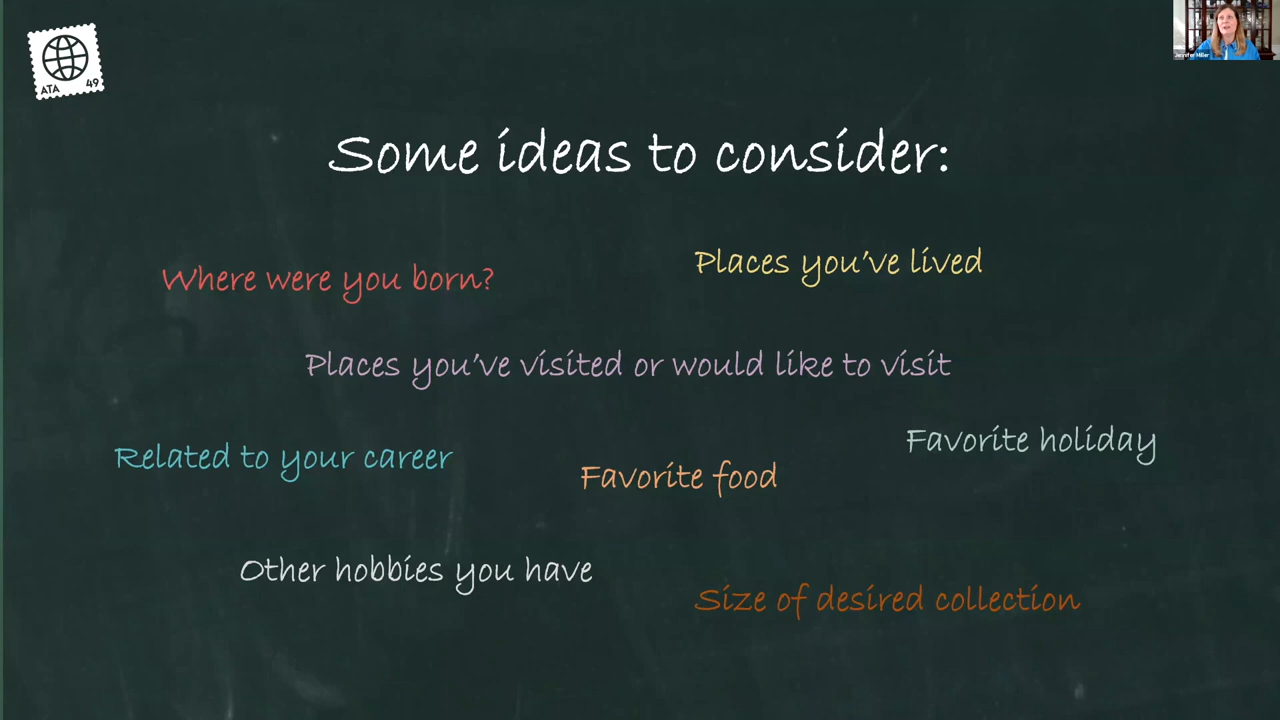 ATA 49
Jennifer Miller
Some ideas to consider:
Where were you born?
Places you've lived
Places you've visited or would like to visit
Related to your career
Favorite food
Favorite holiday
Other hobbies you have
Size of desired collection